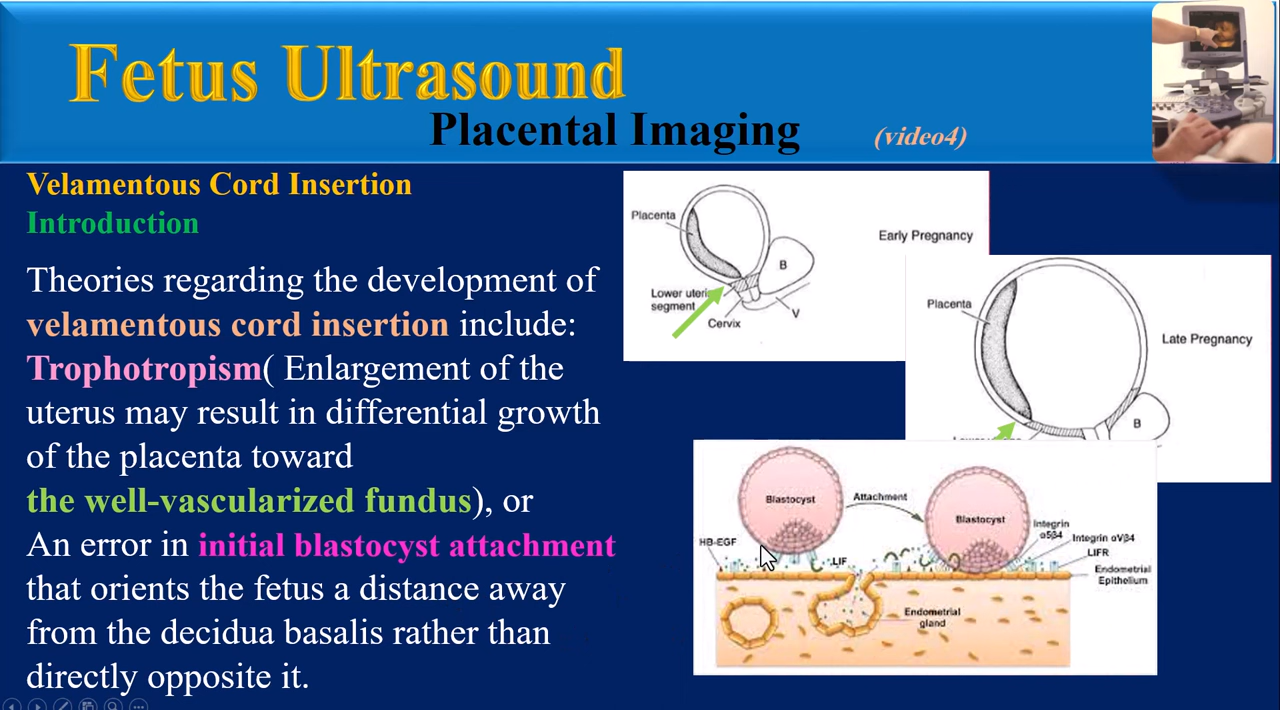 Fetus Ultrasound
Placental Imaging
(video4)
Velamentous Cord Insertion
Introduction
Theories regarding the development of
velamentous cord insertion include:
Trophotropism( Enlargement of the
uterus may result in differential growth
of the placenta toward
the well-vascularized fundus), or
An error in initial blastocyst attachment
that orients the fetus a distance away
from the decidua basalis rather than
directly opposite it.
Placenta
Early Pregnancy
B
Lower
segment
V
Cervix
Placenta
Late Pregnancy
B
Blastocyst
Attachment
Blastocyst
Integrin
α5β4
Integrin αVβ4
HB-EGF
LIF
LIFR
Endometrial
Epithelium
Endometrial
gland